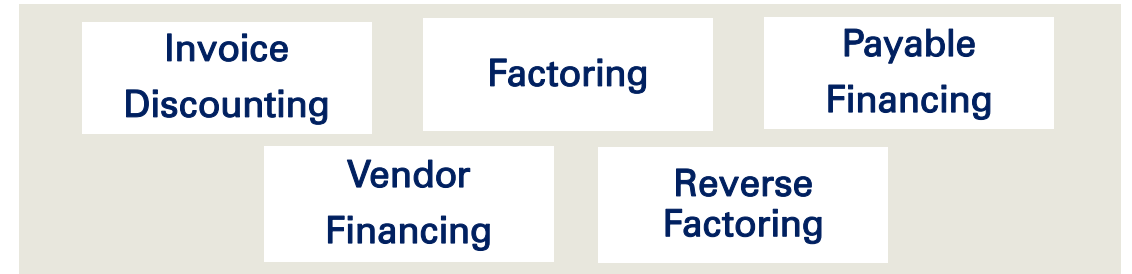 Invoice
Discounting
Factoring
Payable
Financing
Vendor
Financing
Reverse
Factoring